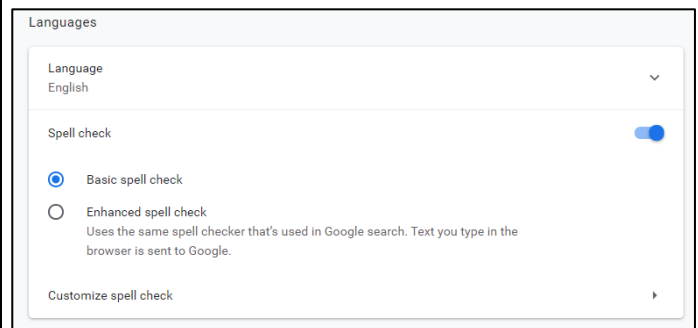 Languages
Language
English
Spell check
Basic spell check
Enhanced spell check
Uses the same spell checker that's used in Google search. Text you type in the
browser is sent to Google.
Customize spell check